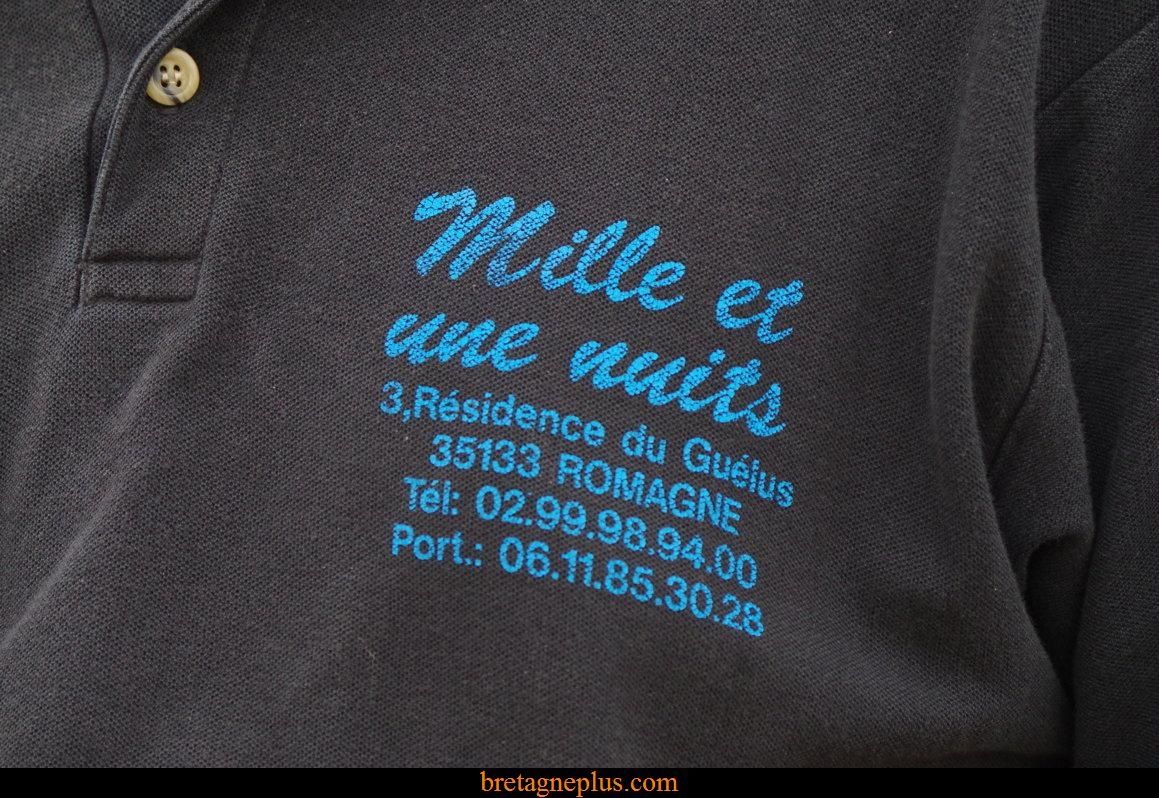 Mille et
une nuits
3,Résidence du Guélus
35133 ROMAGNE
Tél: 02.99.98.94.00
Port.: 06.11.85.30.28
bretagneplus.com